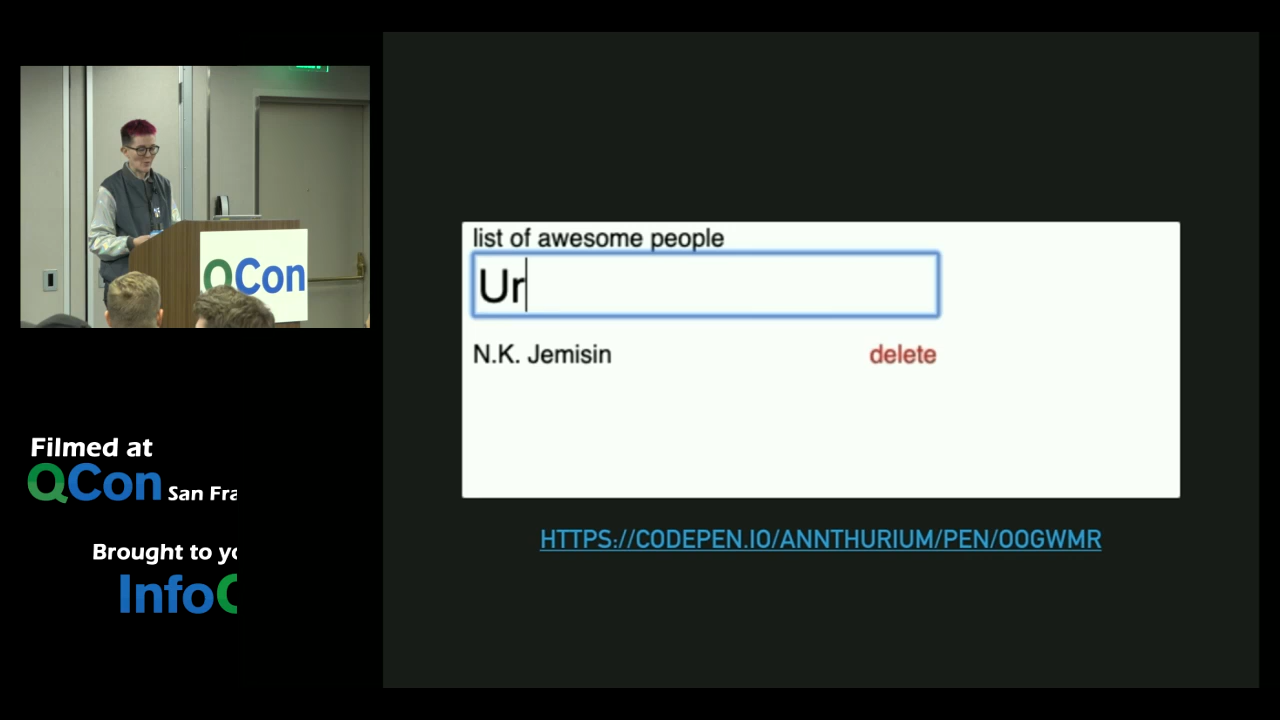 QCon
Filmed at
QCon San Fra
Brought to yo
InfoQ
list of awesome people
Ur
N.K. Jemisin
delete
HTTPS://CODEPEN.IO/ANNTHURIUM/PEN/OOGWMR